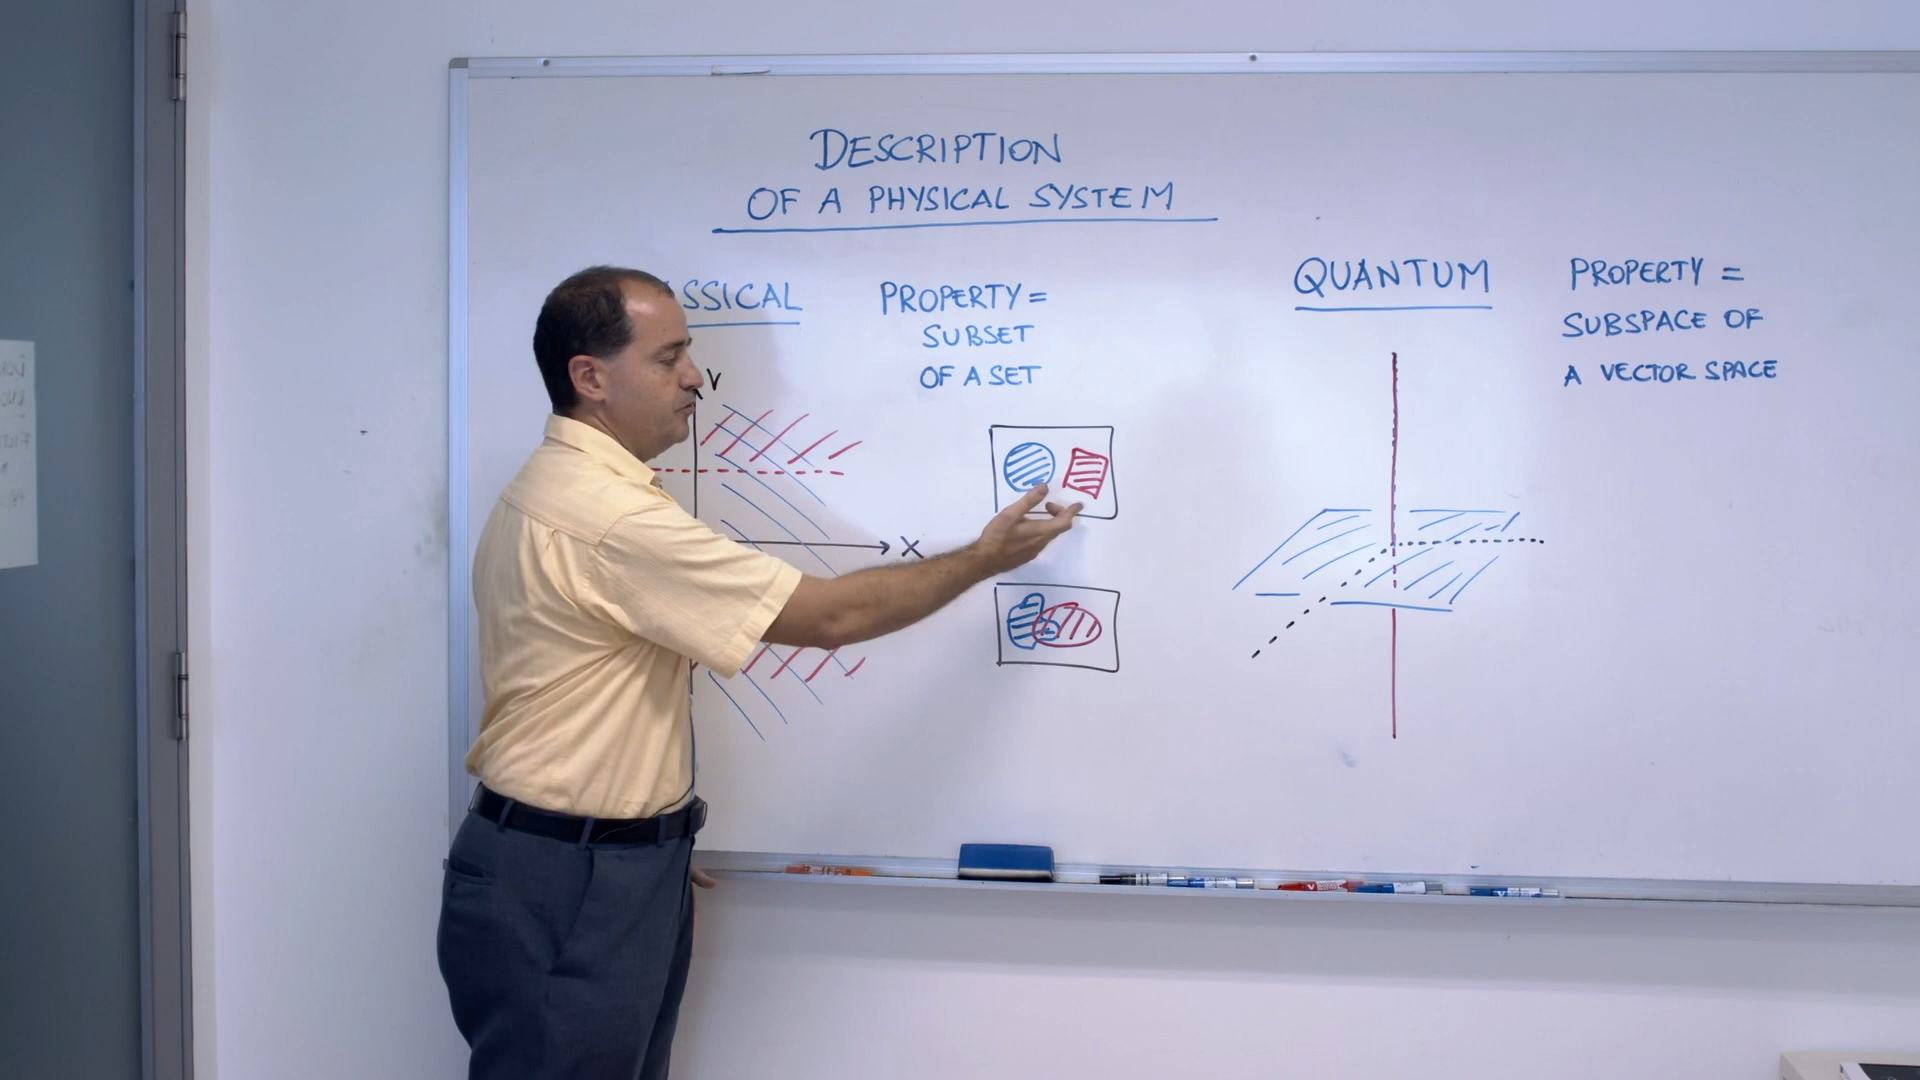 DESCRIPTION
OF A PHYSICAL SYSTEM
SSICAL
PROPERTY =
SUBSET
OF A SET
V
X
QUANTUM
PROPERTY =
SUBSPACE OF
A VECTOR SPACE